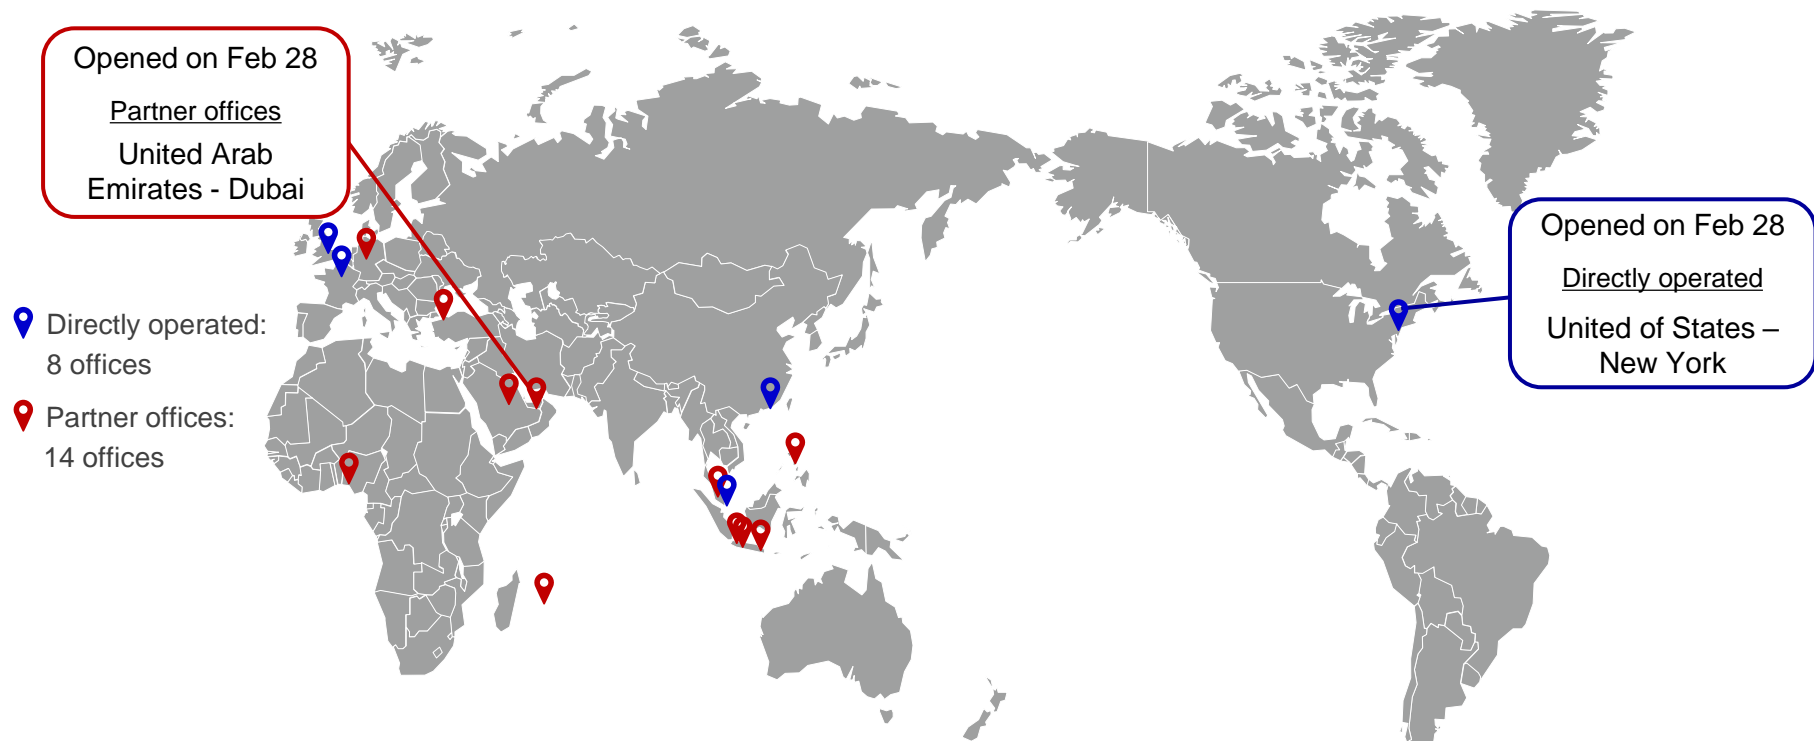 Opened on Feb 28
Partner offices
United Arab
Emirates - Dubai
Directly operated:
8 offices
Partner offices:
14 offices
Opened on Feb 28
Directly operated
United of States –
New York